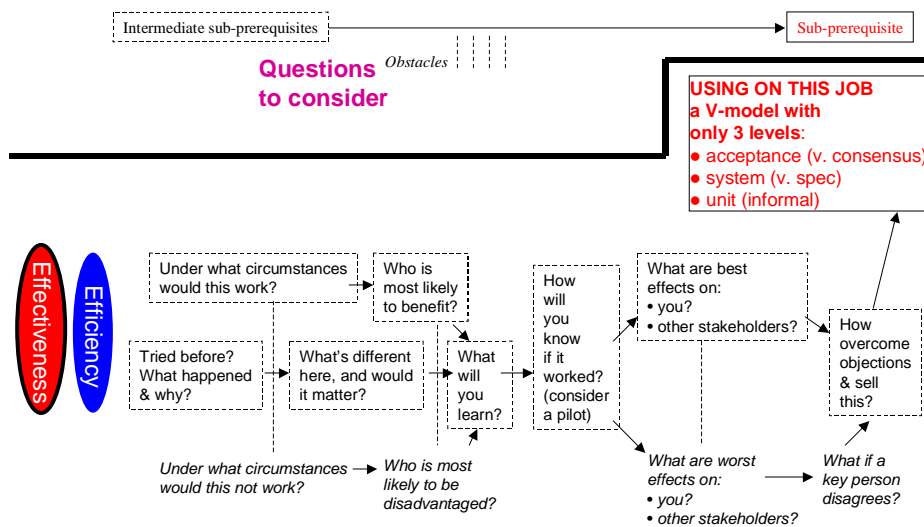 Intermediate sub-prerequisites
Sub-prerequisite
Obstacles
Questions
to consider
USING ON THIS JOB
a V-model with
only 3 levels:
● acceptance (v. consensus)
● system (v. spec)
● unit (informal)
Effectiveness
Efficiency
Under what circumstances
would this work?
Who is
most likely
to benefit?
Tried before?
What happened
& why?
What's different
here, and would
it matter?
What
will
you
learn?
Under what circumstances
would this not work?
Who is most
likely to be
disadvantaged?
How
will
you
know
if it
worked?
(consider
a pilot)
What are best
effects on:
• you?
• other stakeholders?
What are worst
effects on:
• you?
• other stakeholders?
How
overcome
objections
& sell
this?
What if a
key person
disagrees?